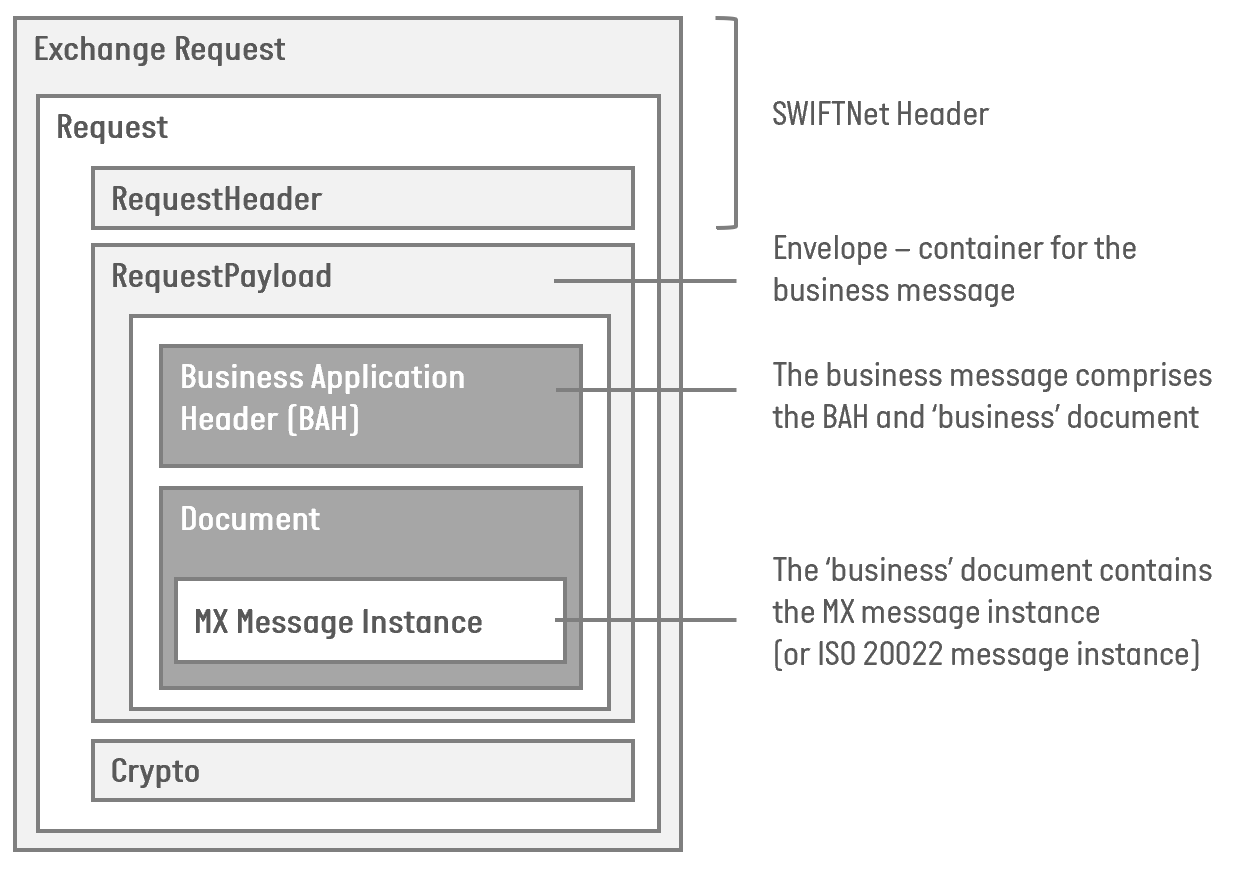 Exchange Request
Request
RequestHeader
RequestPayload
Business Application
Header (BAH)
Document
MX Message Instance
Crypto
SWIFTNet Header
Envelope – container for the
business message
The business message comprises
the BAH and ‘business’ document
The ‘business’ document contains
the MX message instance
(or ISO 20022 message instance)